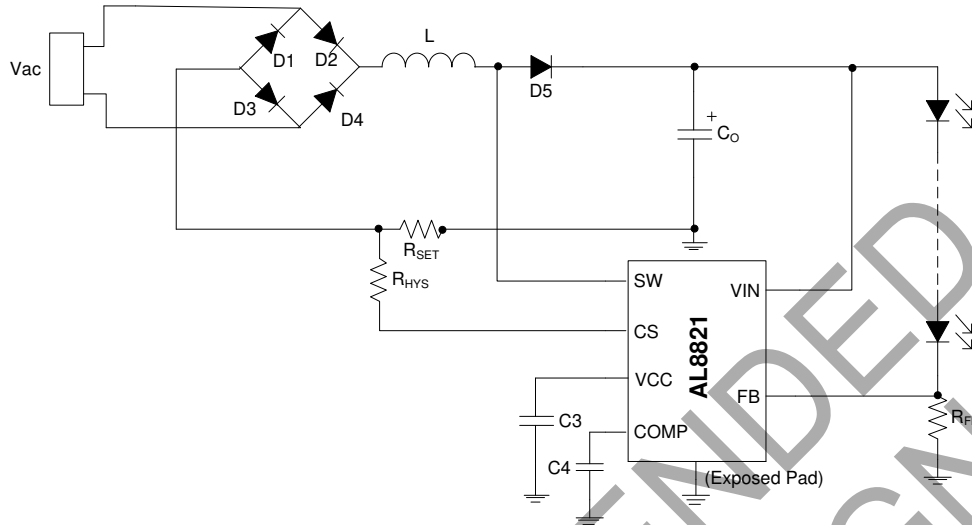 L
Vac
D1
D2
D3
D4
D5
+
C_O
R_SET
R_HYS
SW
VIN
CS
AL8821
VCC
FB
C3
COMP
C4
(Exposed Pad)
ENDED